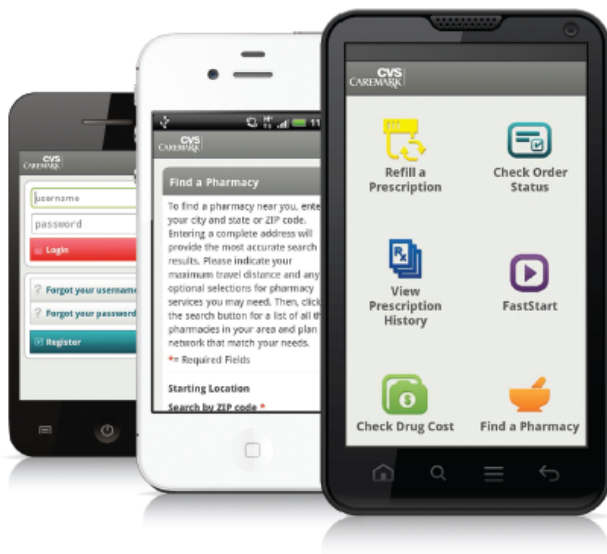 CVS
CAREMARK
username
password
Login
? Forgot your username
? Forgot your password
Register
11
CVS
CAREMARK
Find a Pharmacy
To find a pharmacy near you, ente
your city and state or ZIP code.
Entering a complete address will
provide the most accurate search
results. Please indicate your
maximum travel distance and any
optional selections for pharmacy
services you may need. Then, click
the search button for a list of all th
pharmacies in your area and plan
network that match your needs.
*= Required Fields
Starting Location
Search by ZIP code *
CVS
CAREMARK
Refill a
Prescription
Check Order
Status
Rx
View
Prescription
History
FastStart
Check Drug Cost
Find a Pharmacy